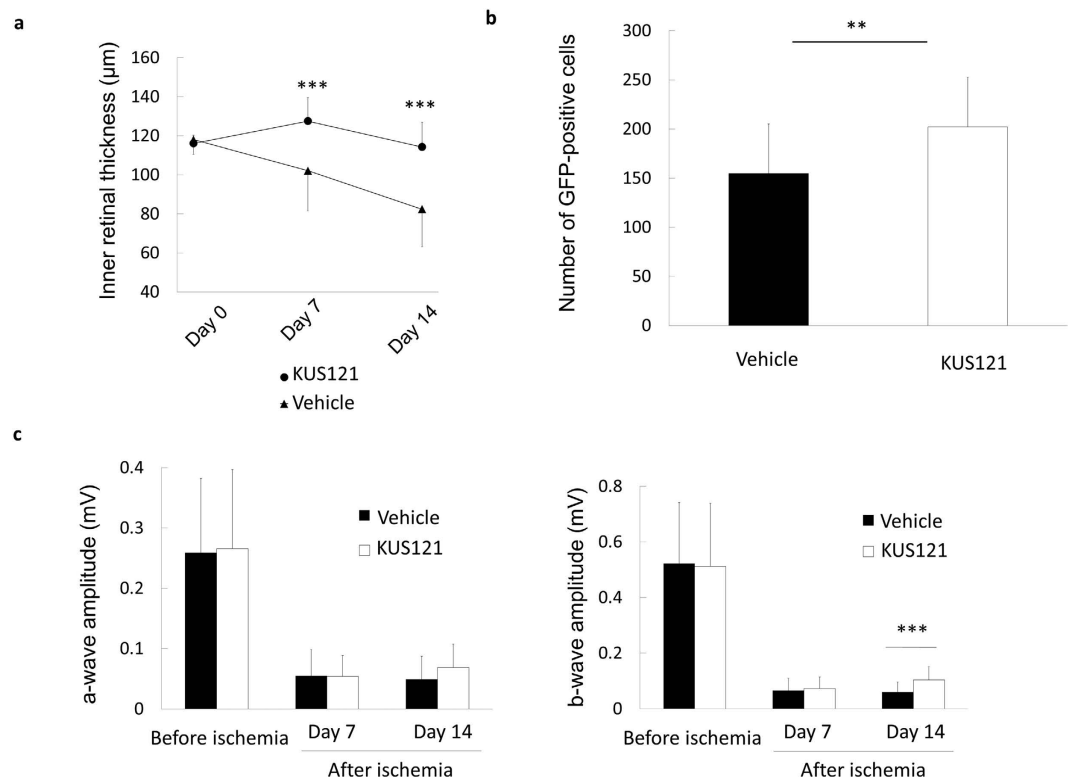 a
Inner retinal thickness (µm)
160
140
120
100
80
60
40
***
***
Day 0
Day 7
Day 14
KUS121
Vehicle
b
Number of GFP-positive cells
300
250
200
150
100
50
0
**
Vehicle
KUS121
c
a-wave amplitude (mV)
0.4
0.3
0.2
0.1
0
Vehicle
KUS121
Before ischemia
Day 7
Day 14
After ischemia
b-wave amplitude (mV)
0.8
0.6
0.4
0.2
0
Vehicle
KUS121
***
Before ischemia
Day 7
Day 14
After ischemia